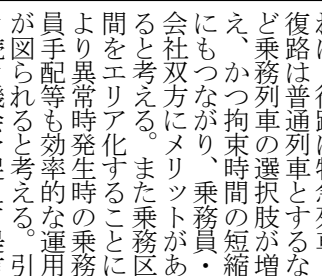 復路は普通列車とするな
ど乗務列車の選択肢が増
え、かつ拘束時間の短縮
にもつながり、乗務員・
会社双方にメリットがあ
ると考える。また乗務区
間をエリア化することに
より異常時発生時の乗務
員手配等も効率的な運用
が図られると考える。引